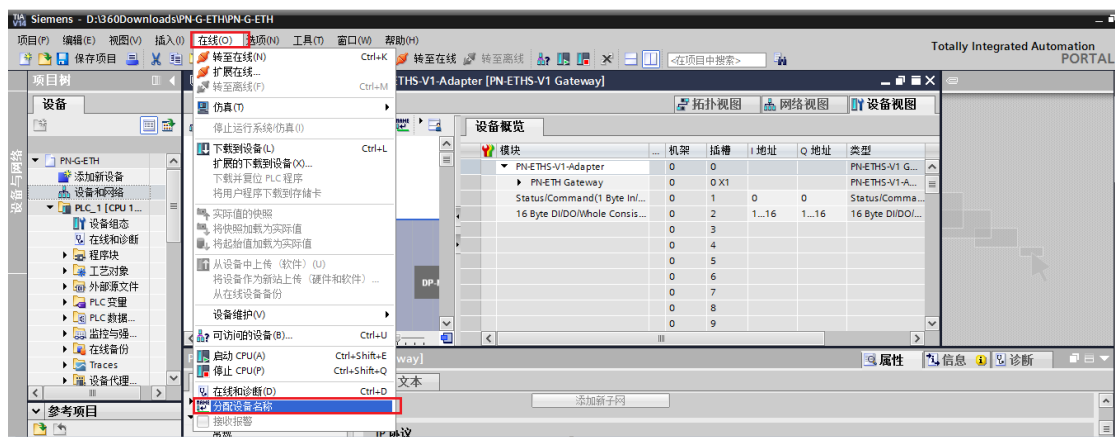 Siemens - D:\360Downloads\PN-G-ETH\PN-G-ETH
项目(P) 编辑(E) 视图(V) 插入(I) 在线(O) 选项(N) 工具(T) 窗口(W) 帮助(H)
Totally Integrated Automation
PORTAL
保存项目 转至在线 转至离线 <在项目中搜索>
项目树
THS-V1-Adapter [PN-ETHS-V1 Gateway]
设备
拓扑视图 网络视图 设备视图
设备概览
模块 ... 机架 插槽 I 地址 Q 地址 类型
PN-ETHS-V1-Adapter 0 0 PN-ETHS-V1 G...
PN-ETH Gateway 0 0 X1 PN-ETHS-V1-A...
Status/Command(1 Byte In/... 0 1 0 0 Status/Comma...
16 Byte DI/DO/Whole Consis... 0 2 1...16 1...16 16 Byte DI/DO/...
0 3
0 4
0 5
0 6
0 7
0 8
0 9
设备与网络
PN-G-ETH
添加新设备
设备和网络
PLC_1 [CPU 1...
设备组态
在线和诊断
程序块
工艺对象
外部源文件
PLC 变量
PLC 数据...
监控与强...
在线备份
Traces
设备代理...
参考项目
转至在线(N) Ctrl+K
扩展在线...
转至离线(F) Ctrl+M
仿真(T)
停止运行系统/仿真(I)
下载到设备(L) Ctrl+L
扩展的下载到设备(X)...
下载并复位 PLC 程序
将用户程序下载到存储卡
实际值的快照
将快照加载为实际值
将起始值加载为实际值
从设备中上传（软件）(U)
将设备作为新站上传（硬件和软件）...
从在线设备备份
设备维护(V)
可访问的设备(B)... Ctrl+U
启动 CPU(A) Ctrl+Shift+E
停止 CPU(P) Ctrl+Shift+Q
在线和诊断(D) Ctrl+D
分配设备名称
接收报警
DP-
way]
属性 信息 诊断
文本
添加新子网
常规
IP 协议